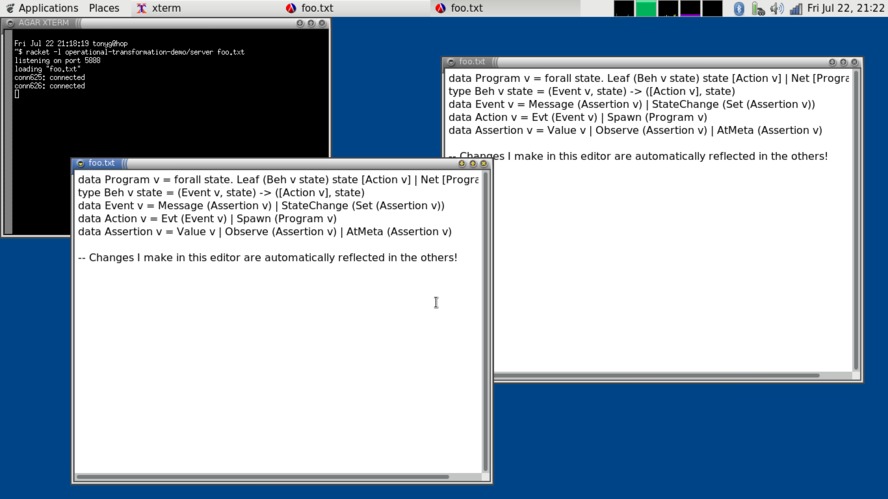 Applications Places xterm foo.txt foo.txt Fri Jul 22, 21:22
AGAR XTERM
Fri Jul 22 21:18:19 tonyg@hop
~$ racket -l operational-transformation-demo/server foo.txt
listening on port 5888
loading "foo.txt"
conn625: connected
conn626: connected
foo.txt
data Program v = forall state. Leaf (Beh v state) state [Action v] | Net [Progra
type Beh v state = (Event v, state) -> ([Action v], state)
data Event v = Message (Assertion v) | StateChange (Set (Assertion v))
data Action v = Evt (Event v) | Spawn (Program v)
data Assertion v = Value v | Observe (Assertion v) | AtMeta (Assertion v)
-- Changes I make in this editor are automatically reflected in the others!
foo.txt
data Program v = forall state. Leaf (Beh v state) state [Action v] | Net [Progra
type Beh v state = (Event v, state) -> ([Action v], state)
data Event v = Message (Assertion v) | StateChange (Set (Assertion v))
data Action v = Evt (Event v) | Spawn (Program v)
data Assertion v = Value v | Observe (Assertion v) | AtMeta (Assertion v)
-- Changes I make in this editor are automatically reflected in the others!